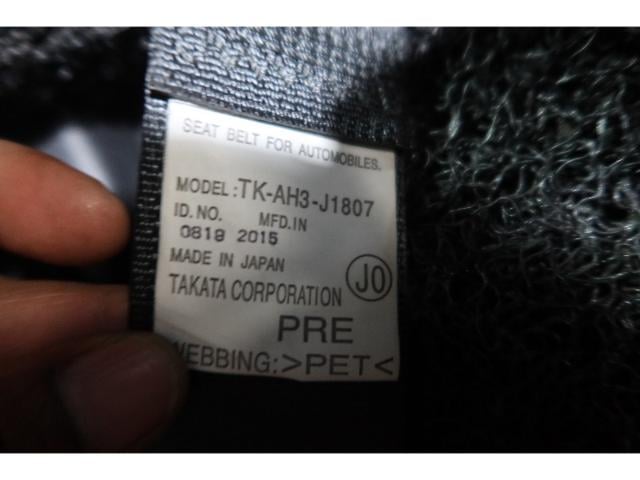 SEAT BELT FOR AUTOMOBILES.
MODEL:TK-AH3-J1807
ID.NO. MFD.IN
0819 2015
MADE IN JAPAN
JO
TAKATA CORPORATION
PRE
WEBBING:>PET<